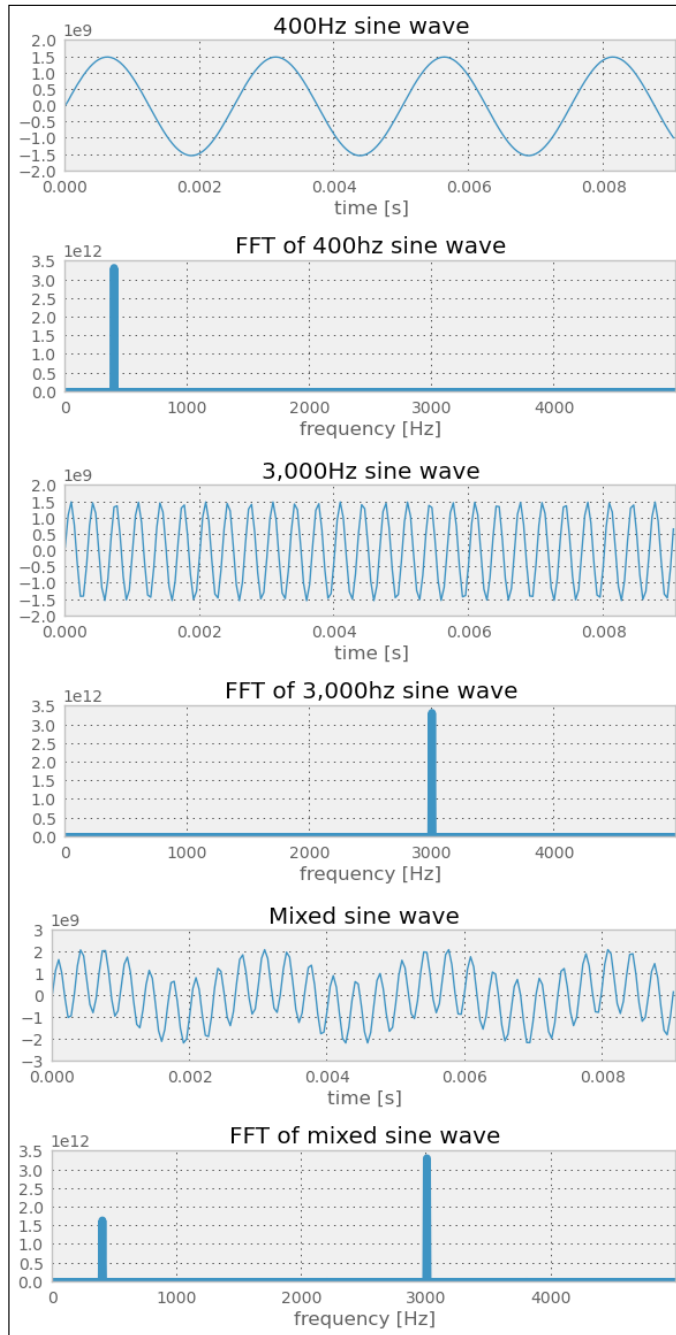 400Hz sine wave
1e9
2.0
1.5
1.0
0.5
0.0
−0.5
−1.0
−1.5
−2.0
0.000 0.002 0.004 0.006 0.008
time [s]
FFT of 400hz sine wave
1e12
3.5
3.0
2.5
2.0
1.5
1.0
0.5
0.0
0 1000 2000 3000 4000
frequency [Hz]
3,000Hz sine wave
1e9
2.0
1.5
1.0
0.5
0.0
−0.5
−1.0
−1.5
−2.0
0.000 0.002 0.004 0.006 0.008
time [s]
FFT of 3,000hz sine wave
1e12
3.5
3.0
2.5
2.0
1.5
1.0
0.5
0.0
0 1000 2000 3000 4000
frequency [Hz]
Mixed sine wave
1e9
3
2
1
0
−1
−2
−3
0.000 0.002 0.004 0.006 0.008
time [s]
FFT of mixed sine wave
1e12
3.5
3.0
2.5
2.0
1.5
1.0
0.5
0.0
0 1000 2000 3000 4000
frequency [Hz]